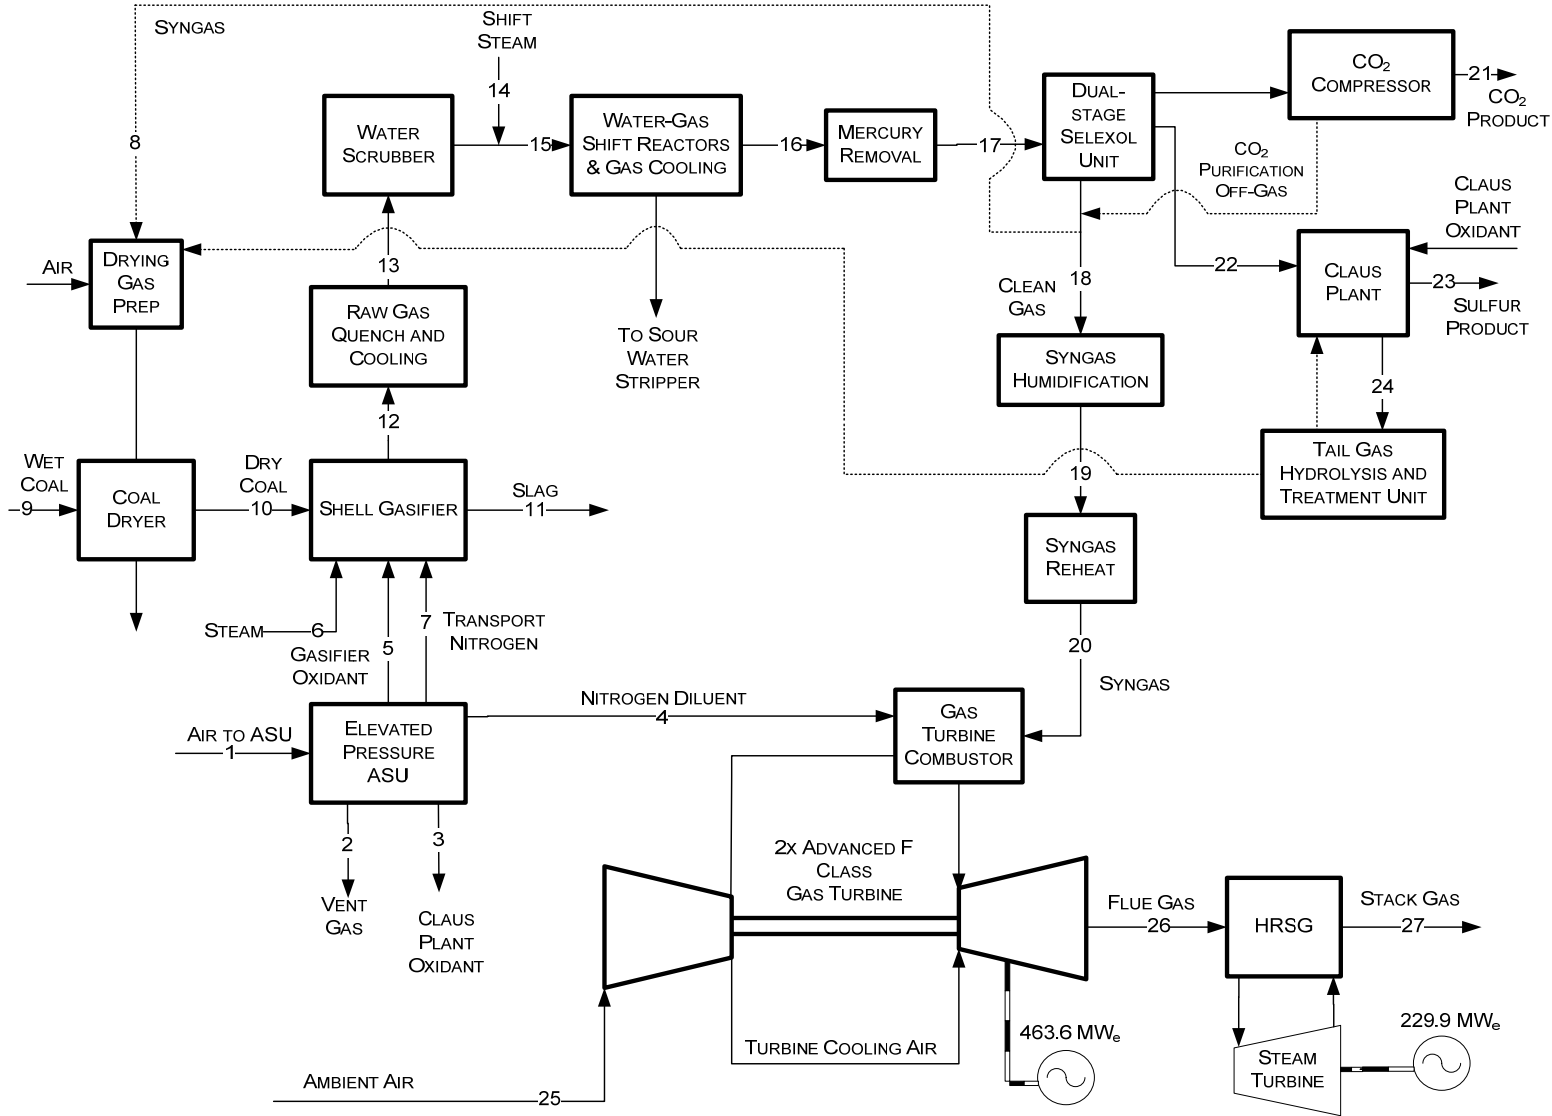 SYNGAS
8
SHIFT
STEAM
14
WATER
SCRUBBER
15
WATER-GAS
SHIFT REACTORS
& GAS COOLING
16
MERCURY
REMOVAL
17
DUAL-
STAGE
SELEXOL
UNIT
CO2
COMPRESSOR
21
CO2
PRODUCT
CO2
PURIFICATION
OFF-GAS
CLAUS
PLANT
OXIDANT
DRYING
GAS
PREP
AIR
13
RAW GAS
QUENCH AND
COOLING
TO SOUR
WATER
STRIPPER
CLEAN
GAS
18
22
CLAUS
PLANT
23
SULFUR
PRODUCT
SYNGAS
HUMIDIFICATION
24
12
WET
COAL
9
COAL
DRYER
DRY
COAL
10
SHELL GASIFIER
SLAG
11
19
TAIL GAS
HYDROLYSIS AND
TREATMENT UNIT
SYNGAS
REHEAT
STEAM
6
GASIFIER
OXIDANT
5
7
TRANSPORT
NITROGEN
20
SYNGAS
NITROGEN DILUENT
4
GAS
TURBINE
COMBUSTOR
AIR TO ASU
1
ELEVATED
PRESSURE
ASU
2
3
VENT
GAS
CLAUS
PLANT
OXIDANT
2X ADVANCED F
CLASS
GAS TURBINE
FLUE GAS
26
HRSG
STACK GAS
27
463.6 MWe
229.9 MWe
TURBINE COOLING AIR
STEAM
TURBINE
AMBIENT AIR
25